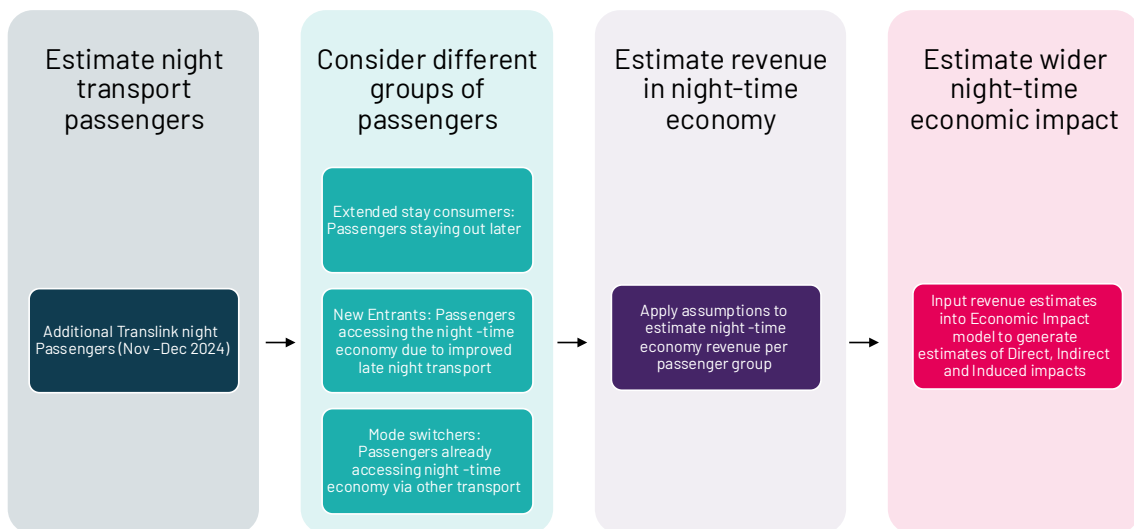 Estimate night
transport
passengers
Additional Translink night
Passengers (Nov –Dec 2024)
Consider different
groups of
passengers
Extended stay consumers:
Passengers staying out later
New Entrants: Passengers
accessing the night -time
economy due to improved
late night transport
Mode switchers:
Passengers already
accessing night -time
economy via other transport
Estimate revenue
in night-time
economy
Apply assumptions to
estimate night -time
economy revenue per
passenger group
Estimate wider
night-time
economic impact
Input revenue estimates
into Economic Impact
model to generate
estimates of Direct, Indirect
and Induced impacts